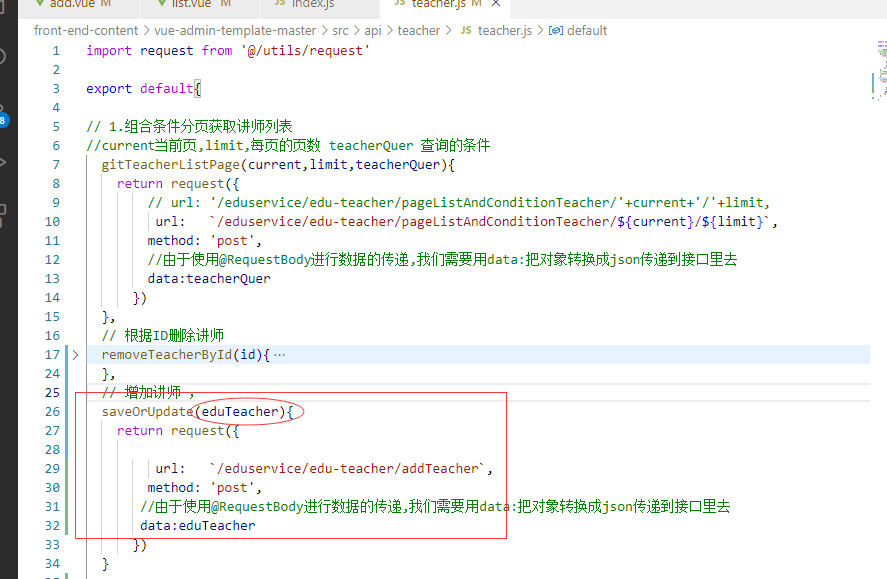 add.vue M list.vue M index.js teacher.js M ×
front-end-content > vue-admin-template-master > src > api > teacher > JS teacher.js > default
1 import request from '@/utils/request'
2
3 export default{
4
5 // 1.组合条件分页获取讲师列表
6 //current当前页,limit,每页的页数 teacherQuer 查询的条件
7 gitTeacherListPage(current,limit,teacherQuer){
8 return request({
9 // url: '/eduservice/edu-teacher/pageListAndConditionTeacher/'+current+'/'+limit,
10 url: `/eduservice/edu-teacher/pageListAndConditionTeacher/${current}/${limit}`,
11 method: 'post',
12 //由于使用@RequestBody进行数据的传递,我们需要用data:把对象转换成json传递到接口里去
13 data:teacherQuer
14 })
15 },
16 // 根据ID删除讲师
17 removeTeacherById(id){ ···
24 },
25 // 增加讲师 ,
26 saveOrUpdate(eduTeacher){
27 return request({
28
29 url: `/eduservice/edu-teacher/addTeacher`,
30 method: 'post',
31 //由于使用@RequestBody进行数据的传递,我们需要用data:把对象转换成json传递到接口里去
32 data:eduTeacher
33 })
34 }